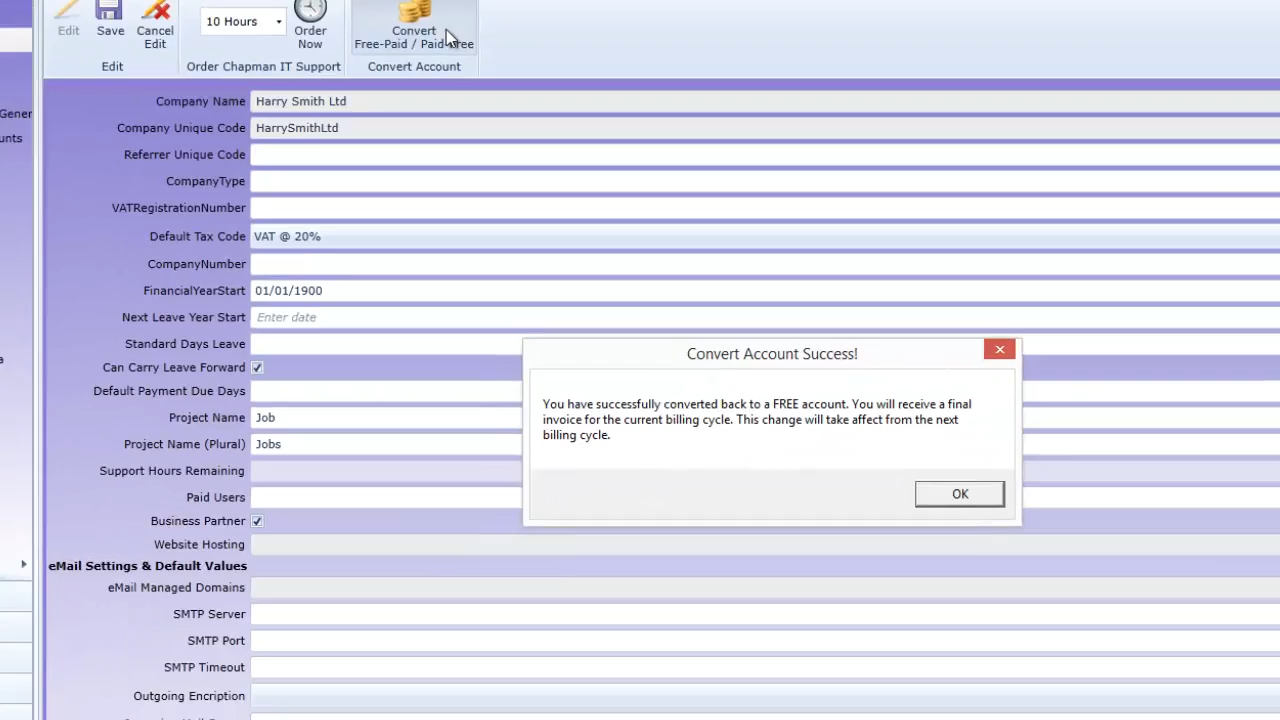 Edit
Save
Cancel
Edit
Edit
10 Hours
Order
Now
Order Chapman IT Support
Convert
Free-Paid / Paid-Free
Convert Account
Gener
unts
a
Company Name Harry Smith Ltd
Company Unique Code HarrySmithLtd
Referrer Unique Code
CompanyType
VATRegistrationNumber
Default Tax Code VAT @ 20%
CompanyNumber
FinancialYearStart 01/01/1900
Next Leave Year Start Enter date
Standard Days Leave
Can Carry Leave Forward
Default Payment Due Days
Project Name Job
Project Name (Plural) Jobs
Support Hours Remaining
Paid Users
Business Partner
Website Hosting
eMail Settings & Default Values
eMail Managed Domains
SMTP Server
SMTP Port
SMTP Timeout
Outgoing Encription
Convert Account Success!
You have successfully converted back to a FREE account. You will receive a final
invoice for the current billing cycle. This change will take affect from the next
billing cycle.
OK